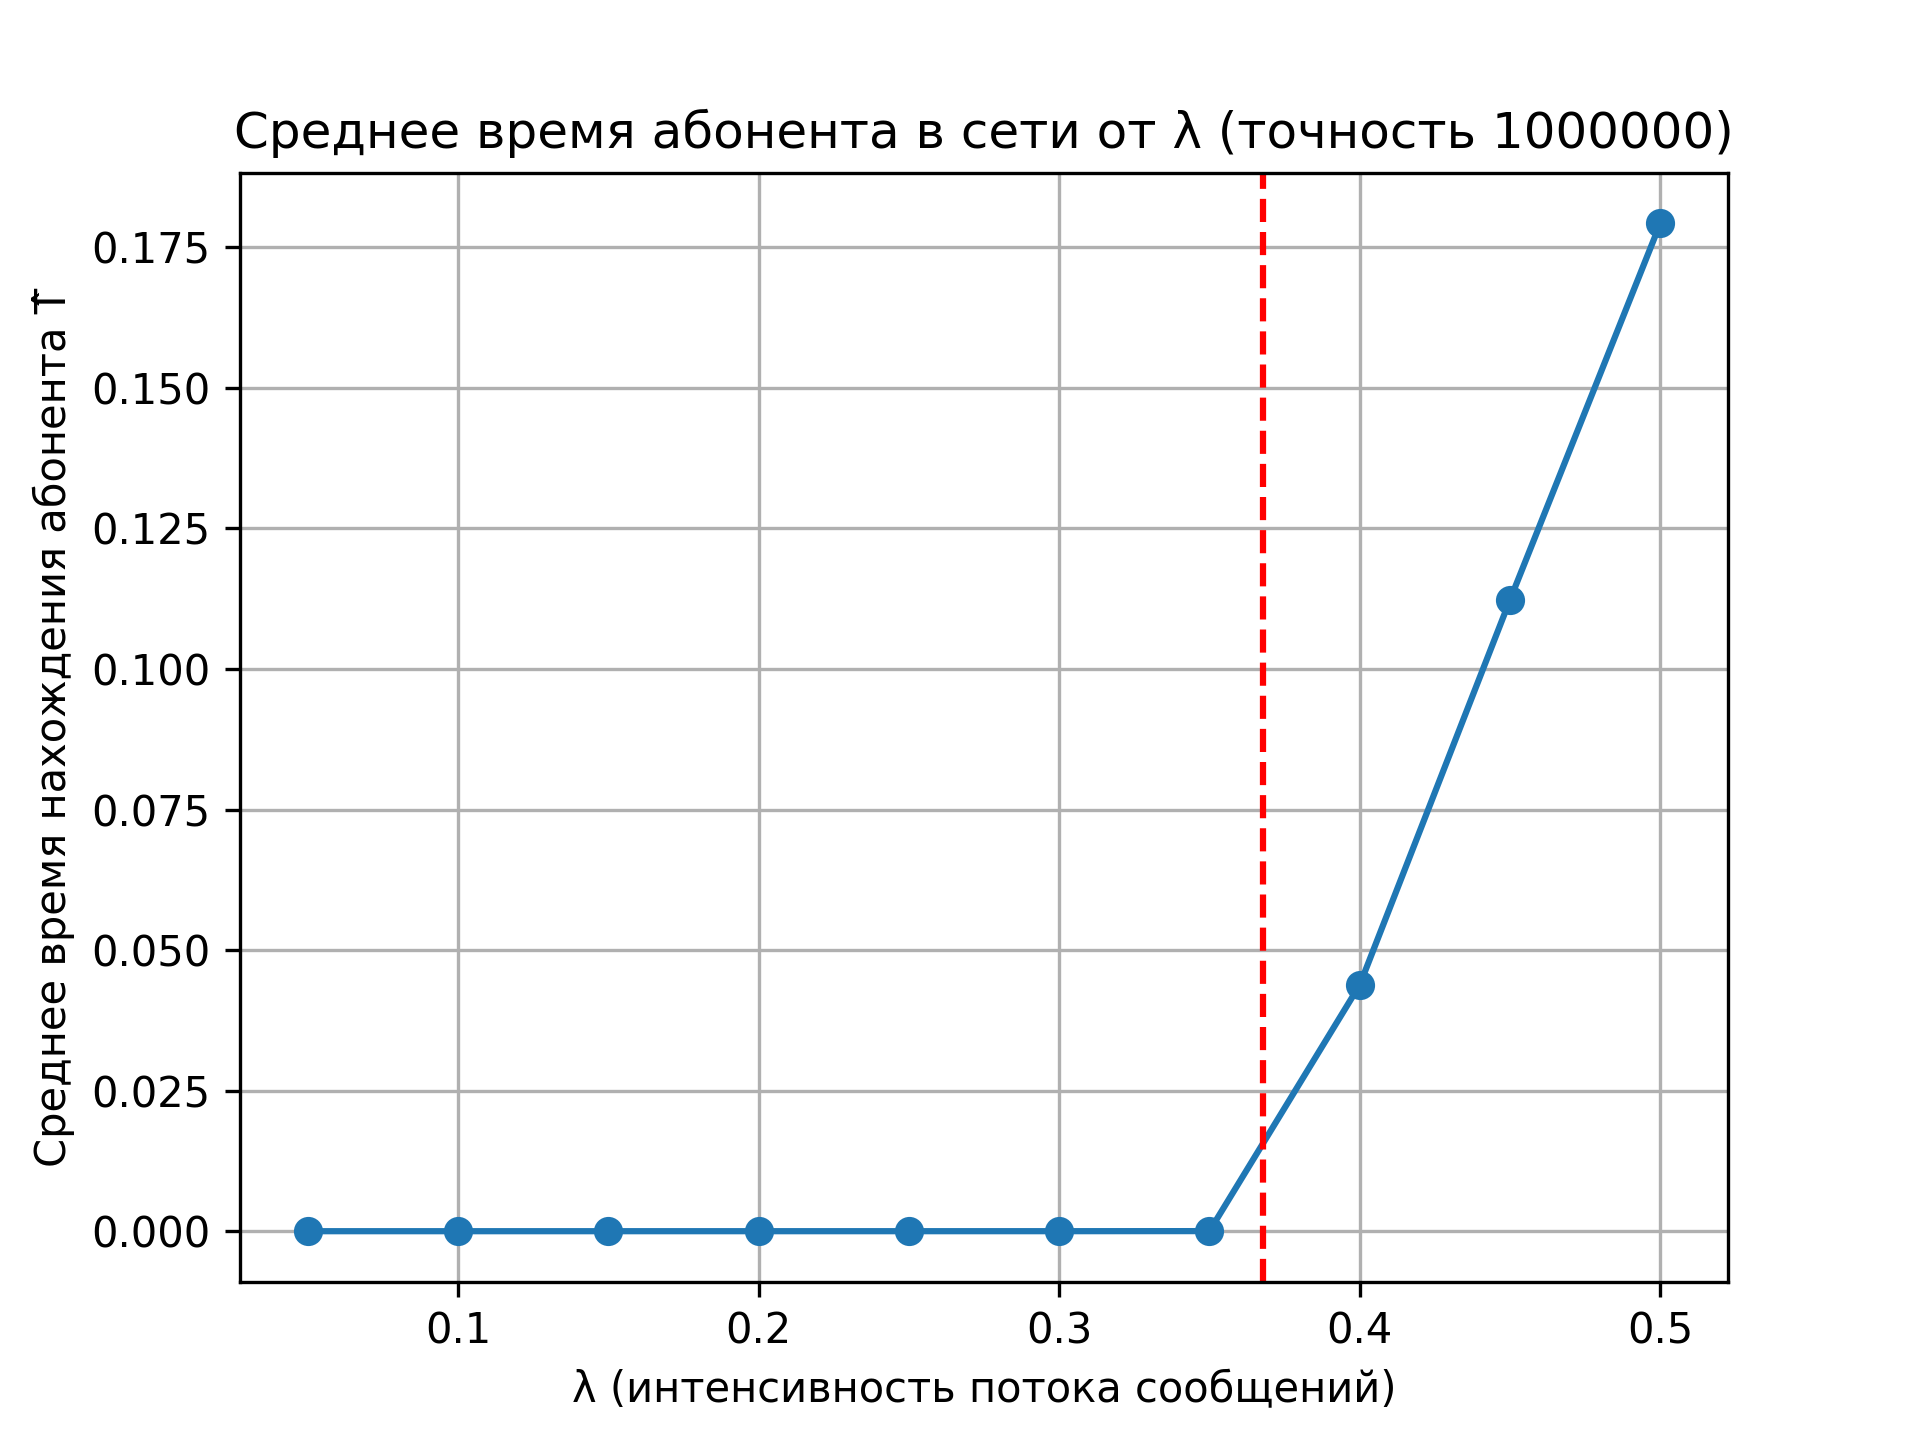 Среднее время абонента в сети от λ (точность 1000000)
Среднее время нахождения абонента T̂
0.175
0.150
0.125
0.100
0.075
0.050
0.025
0.000
0.1 0.2 0.3 0.4 0.5
λ (интенсивность потока сообщений)